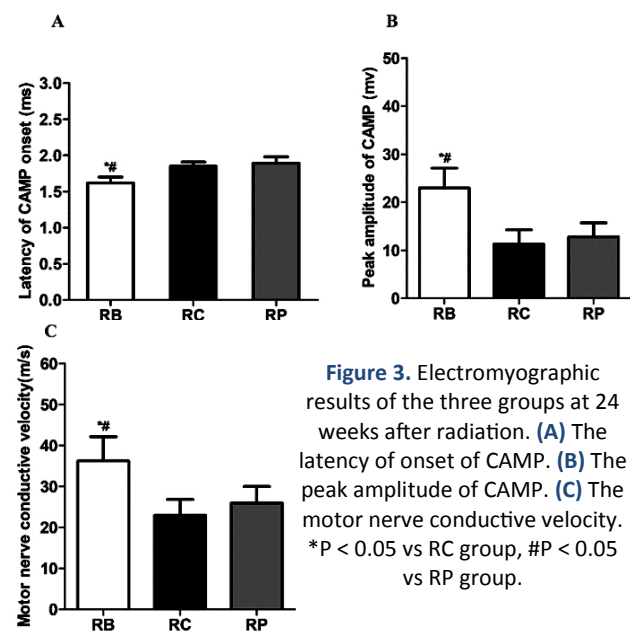 A
Latency of CAMP onset (ms)
3.0
2.5
2.0
1.5
1.0
0.5
0.0
*#
RB
RC
RP
B
Peak amplitude of CAMP (mv)
50
40
30
20
10
0
*#
RB
RC
RP
C
Motor nerve conductive velocity(m/s)
60
50
40
30
20
10
0
*#
RB
RC
RP
Figure 3. Electromyographic
results of the three groups at 24
weeks after radiation. (A) The
latency of onset of CAMP. (B) The
peak amplitude of CAMP. (C) The
motor nerve conductive velocity.
*P < 0.05 vs RC group, #P < 0.05
vs RP group.